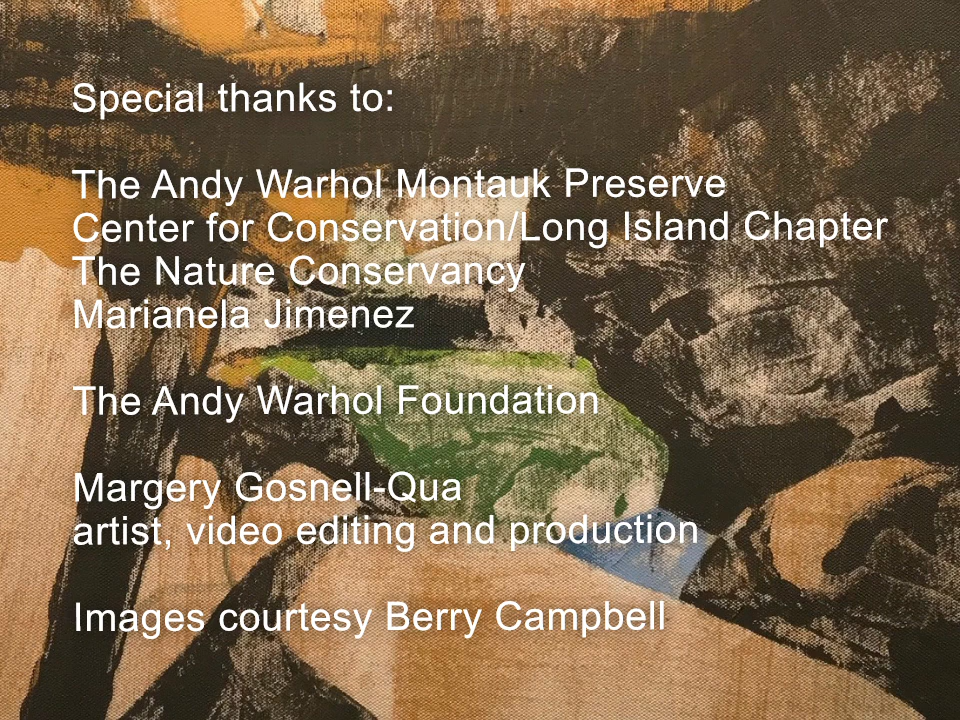 Special thanks to:
The Andy Warhol Montauk Preserve
Center for Conservation/Long Island Chapter
The Nature Conservancy
Marianela Jimenez
The Andy Warhol Foundation
Margery Gosnell-Qua
artist, video editing and production
Images courtesy Berry Campbell